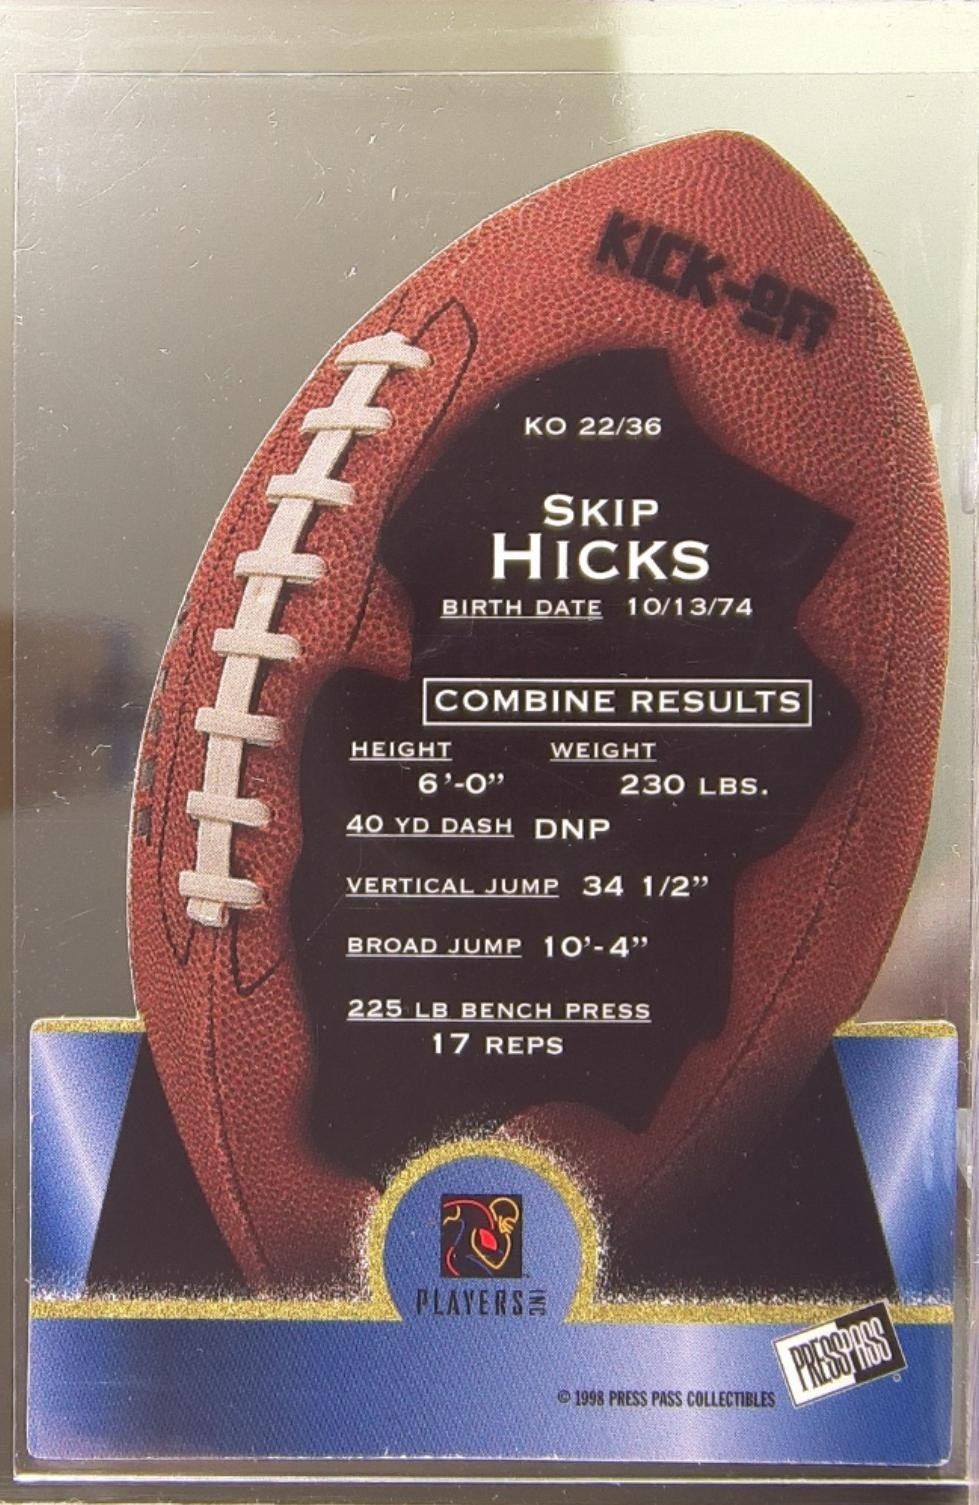 KICK-OFF
KO 22/36
SKIP
HICKS
BIRTH DATE 10/13/74
COMBINE RESULTS
HEIGHT WEIGHT
6'-0” 230 LBS.
40 YD DASH DNP
VERTICAL JUMP 34 1/2”
BROAD JUMP 10'-4”
225 LB BENCH PRESS
17 REPS
PLAYERS INC
PRESS PASS
© 1998 PRESS PASS COLLECTIBLES